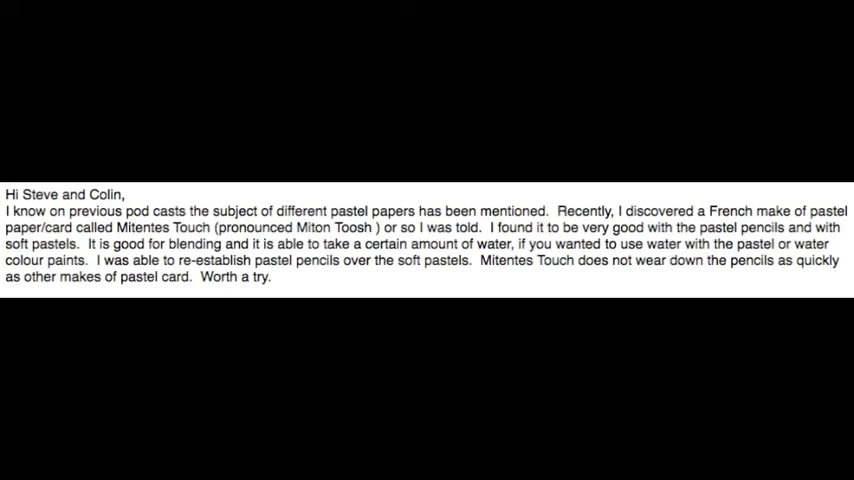 Hi Steve and Colin,
I know on previous pod casts the subject of different pastel papers has been mentioned.  Recently, I discovered a French make of pastel
paper/card called Mitentes Touch (pronounced Miton Toosh ) or so I was told.  I found it to be very good with the pastel pencils and with
soft pastels.  It is good for blending and it is able to take a certain amount of water, if you wanted to use water with the pastel or water
colour paints.  I was able to re-establish pastel pencils over the soft pastels.  Mitentes Touch does not wear down the pencils as quickly
as other makes of pastel card.  Worth a try.